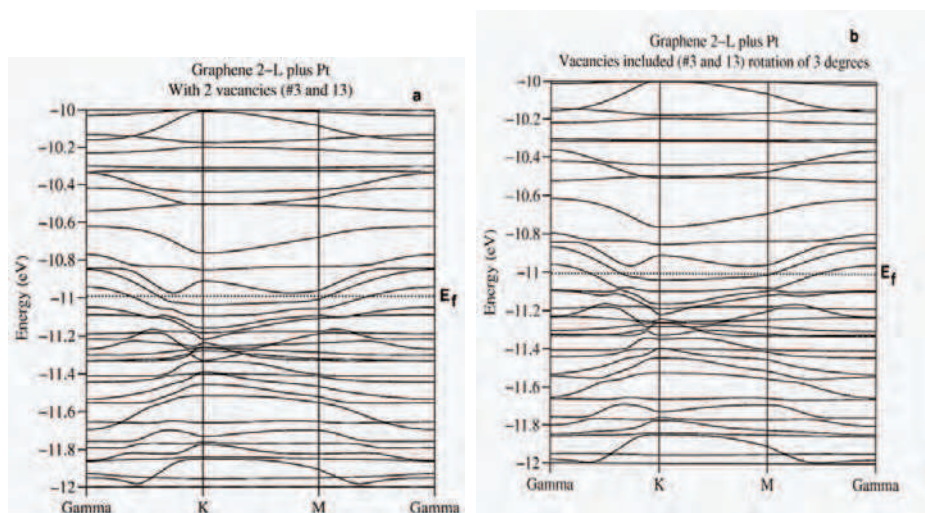 Graphene 2-L plus Pt
With 2 vacancies (#3 and 13)
a
Energy (eV)
-10
-10.2
-10.4
-10.6
-10.8
-11
-11.2
-11.4
-11.6
-11.8
-12
Ef
Gamma K M Gamma
Graphene 2-L plus Pt
b
Vacancies included (#3 and 13) rotation of 3 degrees
Energy (eV)
-10
-10.2
-10.4
-10.6
-10.8
-11
-11.2
-11.4
-11.6
-11.8
-12
Ef
Gamma K M Gamma